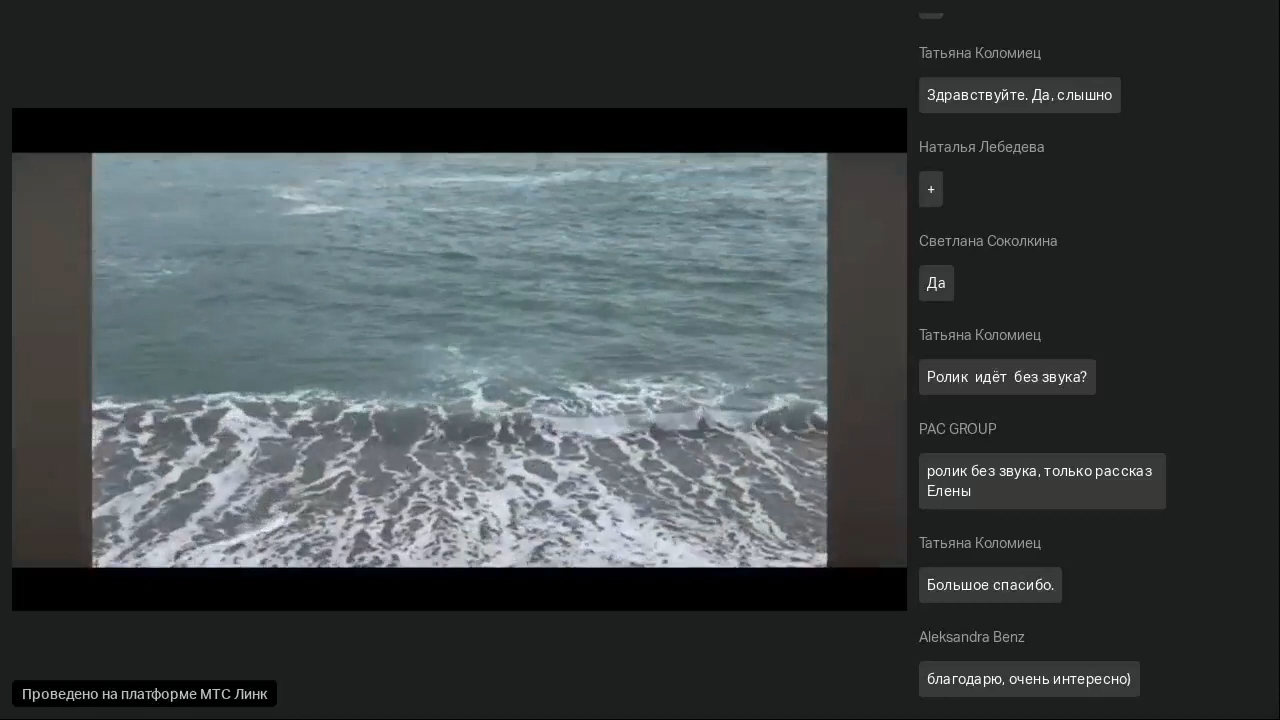 Татьяна Коломиец
Здравствуйте. Да, слышно
Наталья Лебедева
+
Светлана Соколкина
Да
Татьяна Коломиец
Ролик идёт без звука?
PAC GROUP
ролик без звука, только рассказ
Елены
Татьяна Коломиец
Большое спасибо.
Aleksandra Benz
благодарю, очень интересно)
Проведено на платформе МТС Линк